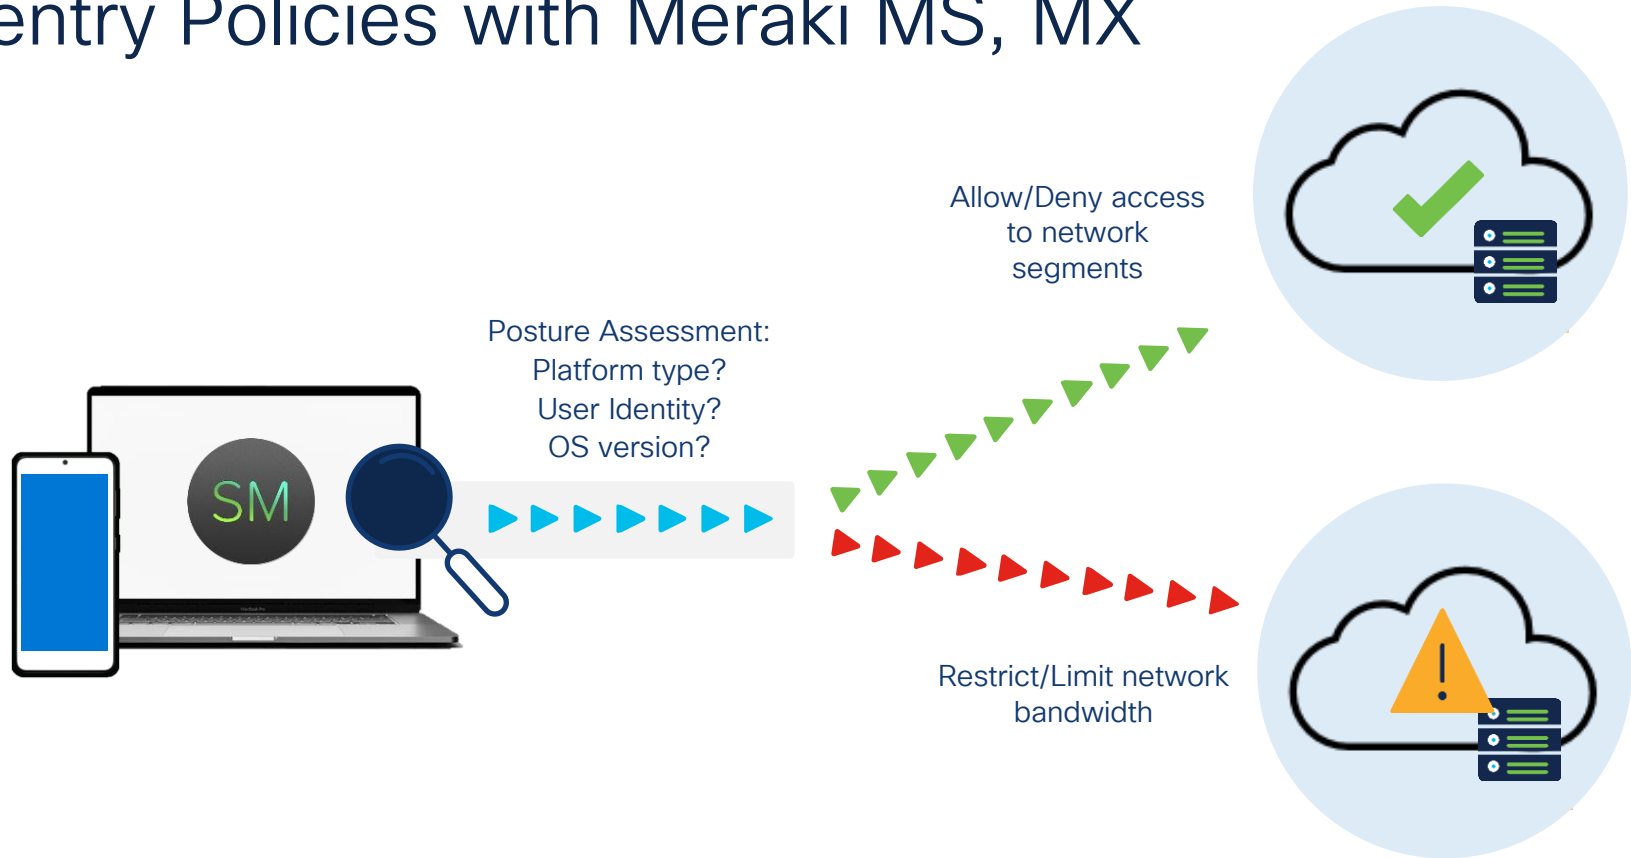 entry Policies with Meraki MS, MX
Allow/Deny access
to network
segments
Posture Assessment:
Platform type?
User Identity?
OS version?
SM
Restrict/Limit network
bandwidth